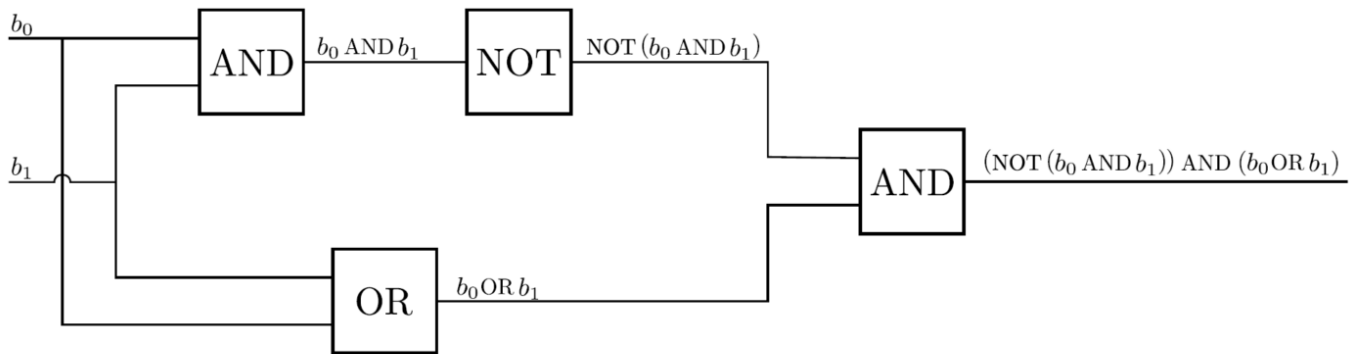 b₀
AND
b₀ AND b₁
NOT
NOT (b₀ AND b₁)
b₁
AND
(NOT (b₀ AND b₁)) AND (b₀ OR b₁)
OR
b₀ OR b₁